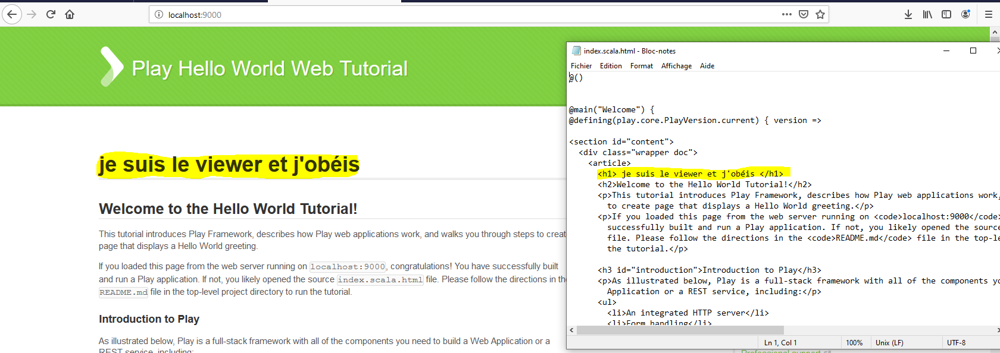 localhost:9000
Play Hello World Web Tutorial
je suis le viewer et j'obéis
Welcome to the Hello World Tutorial!
This tutorial introduces Play Framework, describes how Play web applications work, and walks you through steps to creat
page that displays a Hello World greeting.
If you loaded this page from the web server running on localhost:9000, congratulations! You have successfully built
and run a Play application. If not, you likely opened the source index.scala.html file. Please follow the directions in the
README.md file in the top-level project directory to run the tutorial.
Introduction to Play
As illustrated below, Play is a full-stack framework with all of the components you need to build a Web Application or a
REST service, including:
index.scala.html - Bloc-notes
Fichier Edition Format Affichage Aide
@()
@main("Welcome") {
@defining(play.core.PlayVersion.current) { version =>
<section id="content">
<div class="wrapper doc">
<article>
<h1> je suis le viewer et j'obéis </h1>
<h2>Welcome to the Hello World Tutorial!</h2>
<p>This tutorial introduces Play Framework, describes how Play web applications work,
to create page that displays a Hello World greeting.</p>
<p>If you loaded this page from the web server running on <code>localhost:9000</code>
successfully built and run a Play application. If not, you likely opened the source
file. Please follow the directions in the <code>README.md</code> file in the top-le
the tutorial.</p>
<h3 id="introduction">Introduction to Play</h3>
<p>As illustrated below, Play is a full-stack framework with all of the components yo
Application or a REST service, including:</p>
<ul>
<li>An integrated HTTP server</li>
<li>Form handling</li>
Ln 1, Col 1 100% Unix (LF) UTF-8
Professional support